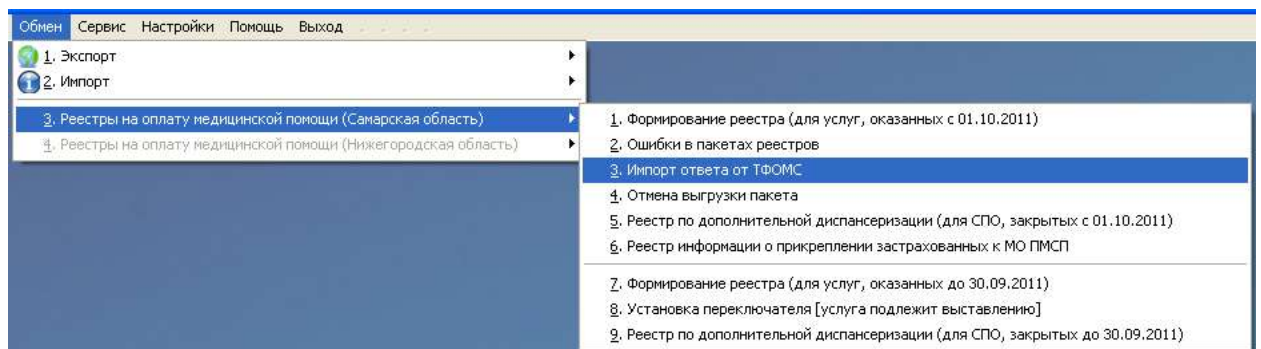 Обмен Сервис Настройки Помощь Выход
1. Экспорт
2. Импорт
3. Реестры на оплату медицинской помощи (Самарская область)
4. Реестры на оплату медицинской помощи (Нижегородская область)
1. Формирование реестра (для услуг, оказанных с 01.10.2011)
2. Ошибки в пакетах реестров
3. Импорт ответа от ТФОМС
4. Отмена выгрузки пакета
5. Реестр по дополнительной диспансеризации (для СПО, закрытых с 01.10.2011)
6. Реестр информации о прикреплении застрахованных к МО ПМСП
7. Формирование реестра (для услуг, оказанных до 30.09.2011)
8. Установка переключателя [услуга подлежит выставлению]
9. Реестр по дополнительной диспансеризации (для СПО, закрытых до 30.09.2011)